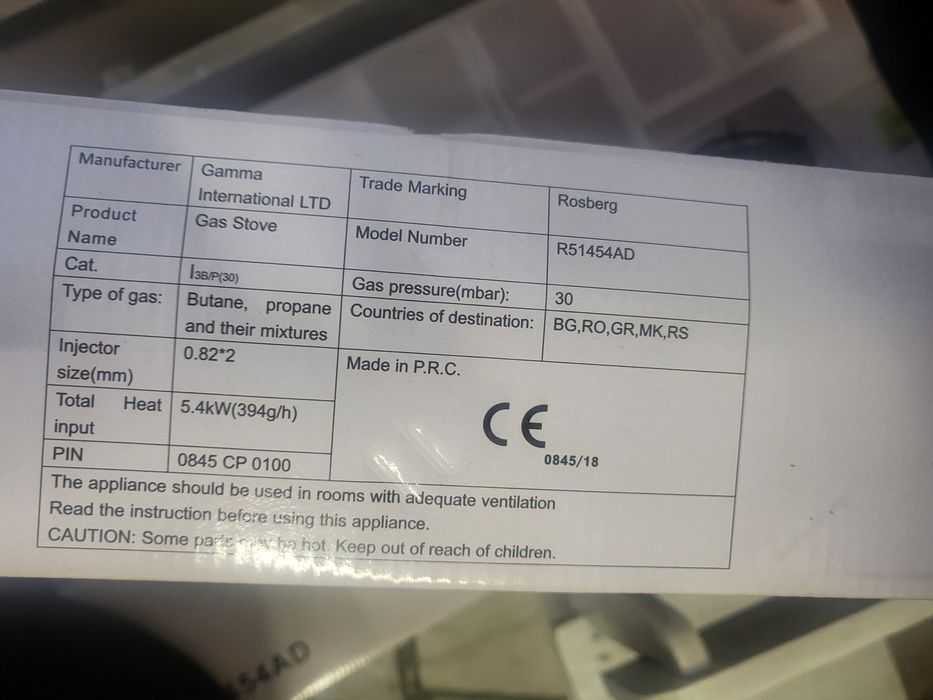 Manufacturer
Gamma
International LTD
Trade Marking
Rosberg
Product
Name
Gas Stove
Model Number
R51454AD
Cat.
I3B/P(30)
Gas pressure(mbar):
30
Type of gas:
Butane, propane
and their mixtures
Countries of destination:
BG,RO,GR,MK,RS
Injector
size(mm)
0.82*2
Made in P.R.C.
Total Heat
input
5.4kW(394g/h)
CE
0845/18
PIN
0845 CP 0100
The appliance should be used in rooms with adequate ventilation
Read the instruction before using this appliance.
CAUTION: Some parts may be hot. Keep out of reach of children.
54AD